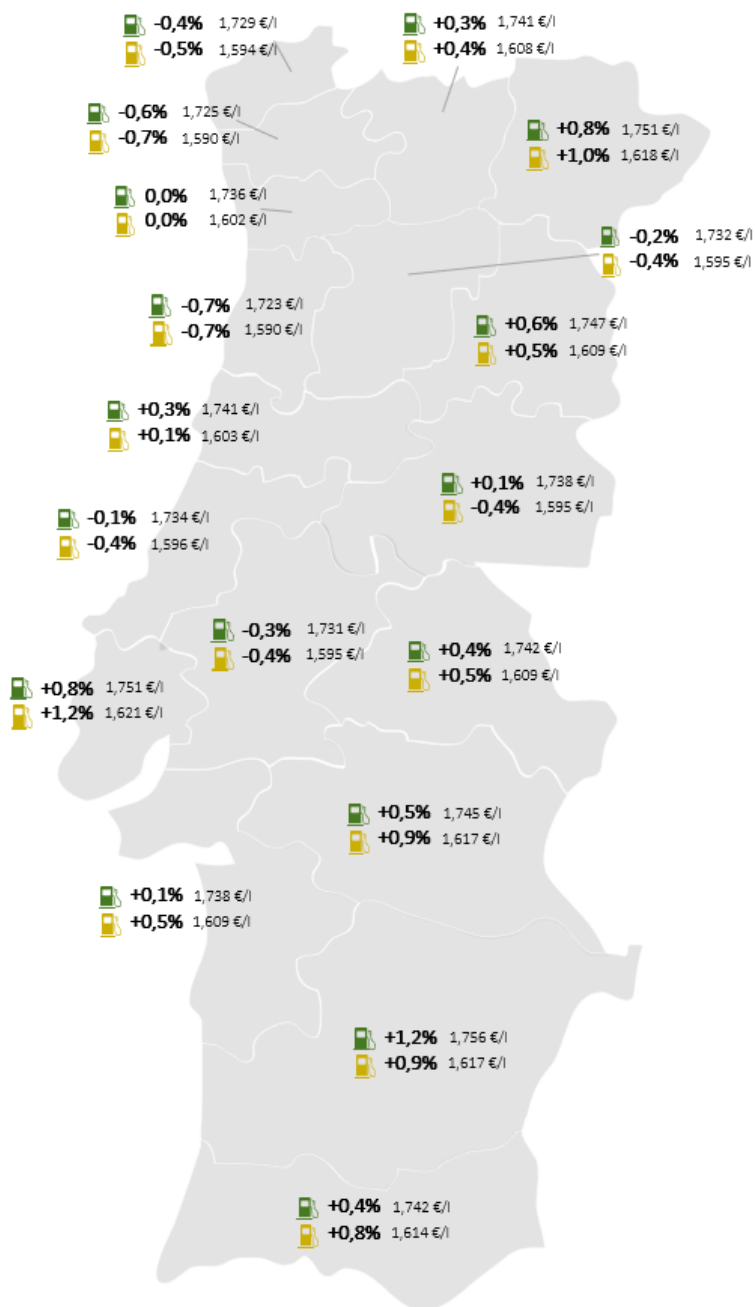 -0,4% 1,729 €/l
-0,5% 1,594 €/l
+0,3% 1,741 €/l
+0,4% 1,608 €/l
-0,6% 1,725 €/l
-0,7% 1,590 €/l
+0,8% 1,751 €/l
+1,0% 1,618 €/l
0,0% 1,736 €/l
0,0% 1,602 €/l
-0,2% 1,732 €/l
-0,4% 1,595 €/l
-0,7% 1,723 €/l
-0,7% 1,590 €/l
+0,6% 1,747 €/l
+0,5% 1,609 €/l
+0,3% 1,741 €/l
+0,1% 1,603 €/l
+0,1% 1,738 €/l
-0,4% 1,595 €/l
-0,1% 1,734 €/l
-0,4% 1,596 €/l
-0,3% 1,731 €/l
-0,4% 1,595 €/l
+0,4% 1,742 €/l
+0,5% 1,609 €/l
+0,8% 1,751 €/l
+1,2% 1,621 €/l
+0,5% 1,745 €/l
+0,9% 1,617 €/l
+0,1% 1,738 €/l
+0,5% 1,609 €/l
+1,2% 1,756 €/l
+0,9% 1,617 €/l
+0,4% 1,742 €/l
+0,8% 1,614 €/l